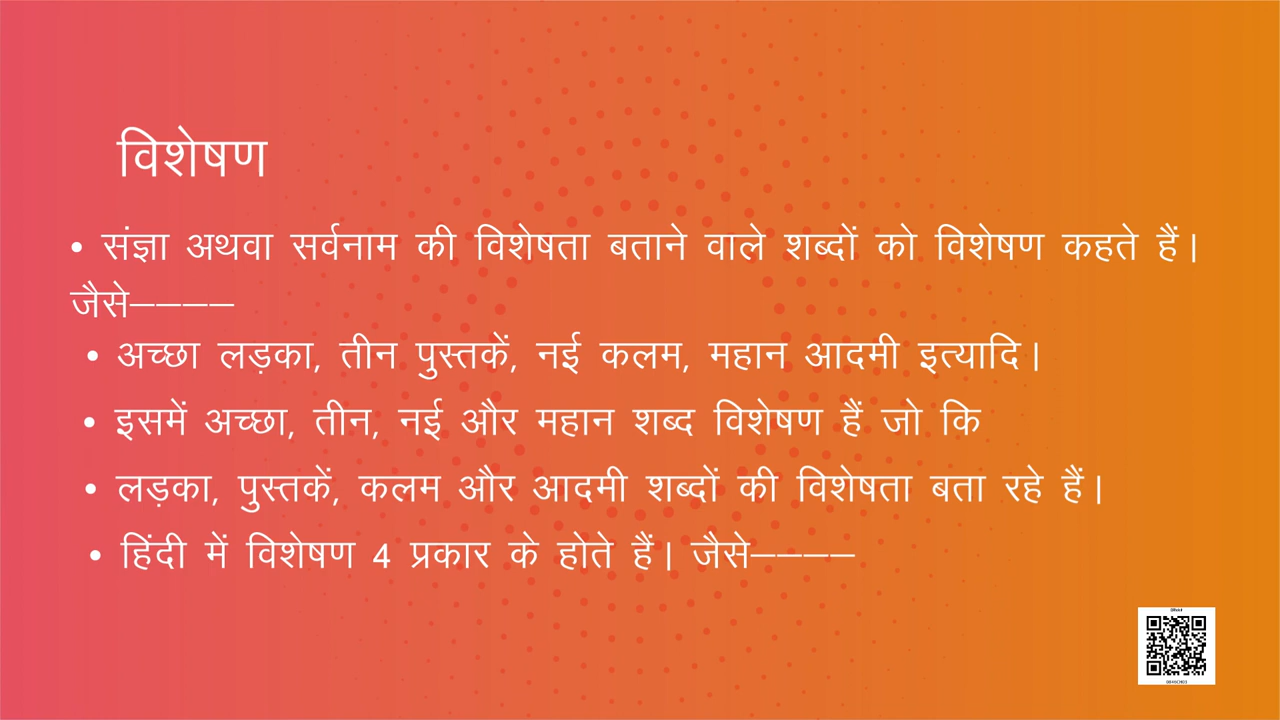 विशेषण
• संज्ञा अथवा सर्वनाम की विशेषता बताने वाले शब्दों को विशेषण कहते हैं।
जैसे————
• अच्छा लड़का, तीन पुस्तकें, नई कलम, महान आदमी इत्यादि।
• इसमें अच्छा, तीन, नई और महान शब्द विशेषण हैं जो कि
• लड़का, पुस्तकें, कलम और आदमी शब्दों की विशेषता बता रहे हैं।
• हिंदी में विशेषण 4 प्रकार के होते हैं। जैसे————